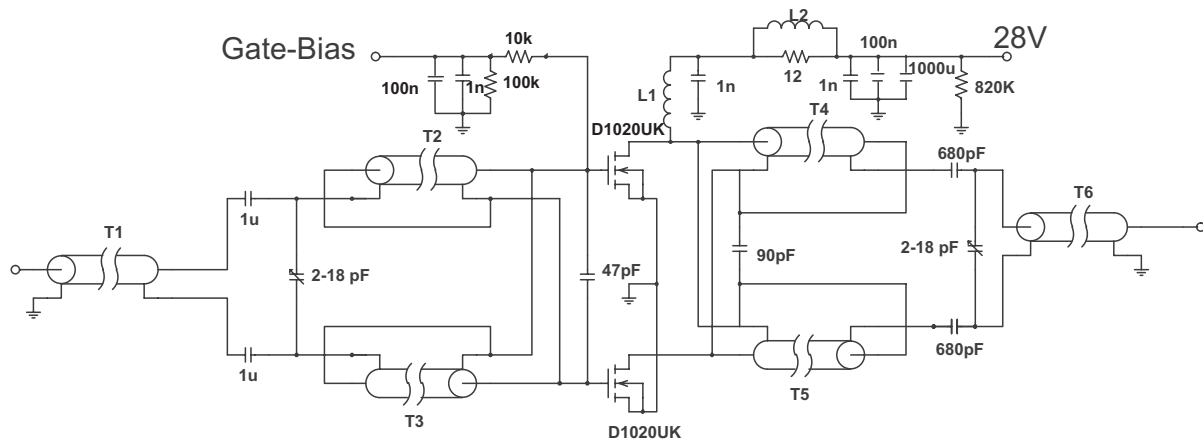 L2
Gate-Bias
10k
100n
28V
100n
1n
100k
12
1n
1000u
820K
L1
1n
D1020UK
T4
T2
680pF
T6
1u
T1
2-18 pF
47pF
90pF
2-18 pF
1u
680pF
T5
T3
D1020UK